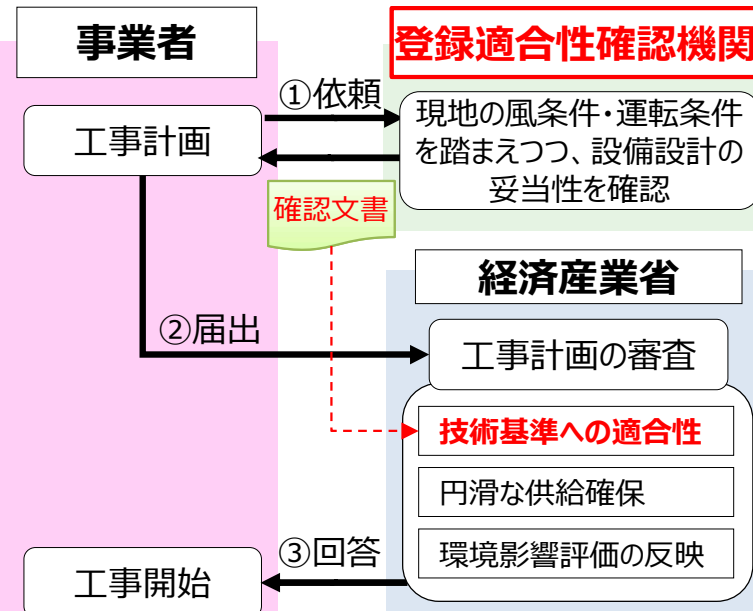 事業者
登録適合性確認機関
①依頼
工事計画
現地の風条件・運転条件
を踏まえつつ、設備設計の
妥当性を確認
確認文書
経済産業省
②届出
工事計画の審査
技術基準への適合性
円滑な供給確保
環境影響評価の反映
③回答
工事開始